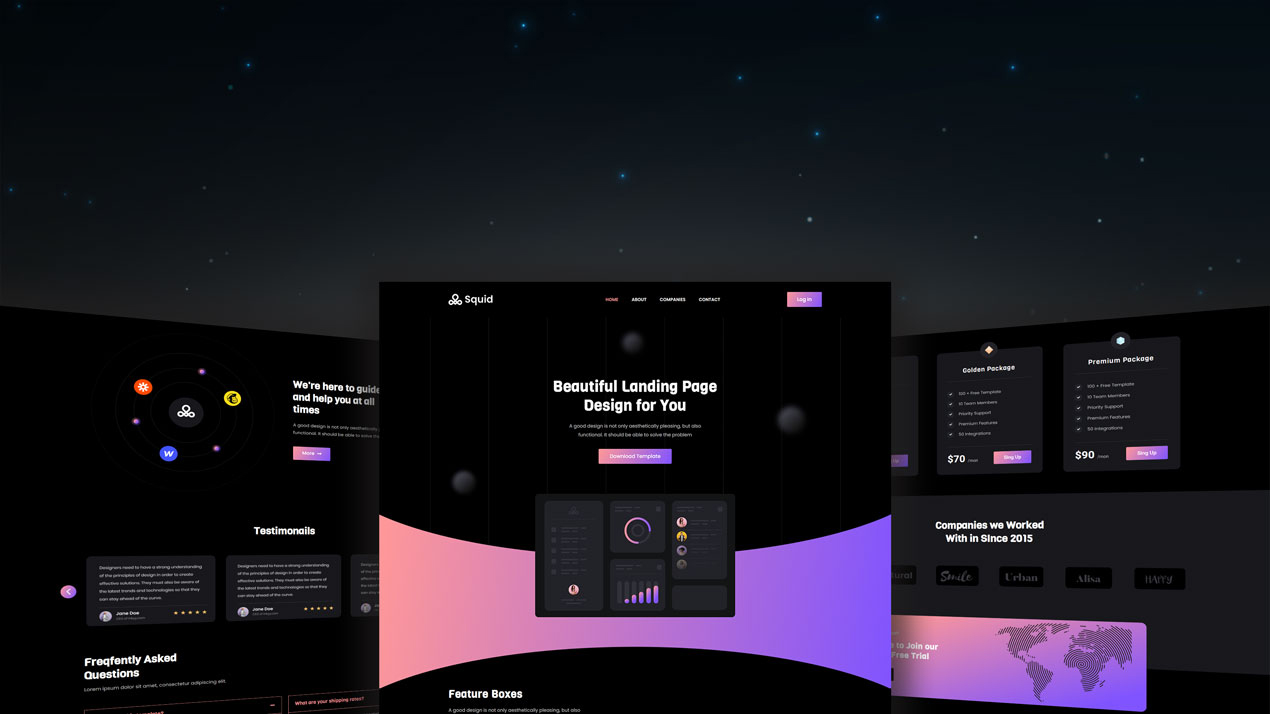 Squid
HOME
ABOUT
COMPANIES
CONTACT
Log in
Beautiful Landing Page
Design for You
A good design is not only aesthetically pleasing, but also
functional. It should be able to solve the problem
Download Template
Feature Boxes
A good design is not only aesthetically pleasing, but also
We're here to guide
and help you at all
times
A good design is not only aesthetically
functional. It should be able to solve the
More →
Testimonails
Designers need to have a strong understanding
of the principles of design in order to create
effective solutions. They must also be aware of
the latest trends and technologies so that they
can stay ahead of the curve.
Jane Doe
Designers need to have a strong understanding
of the principles of design in order to create
effective solutions. They must also be aware of
the latest trends and technologies so that they
can stay ahead of the curve.
Jane Doe
Freqfently Asked
Questions
Lorem ipsum dolor sit amet, consectetur adipiscing elit.
What are your shipping rates?
Golden Package
100 + Free Template
10 Team Members
Priority Support
Premium Features
50 Integrations
$70 /mon
Sing Up
Premium Package
100 + Free Template
10 Team Members
Priority Support
Premium Features
50 Integrations
$90 /mon
Sing Up
Companies we Worked
With in Since 2015
Smile
Urban
Alisa
HAPPY
to Join our
Free Trial